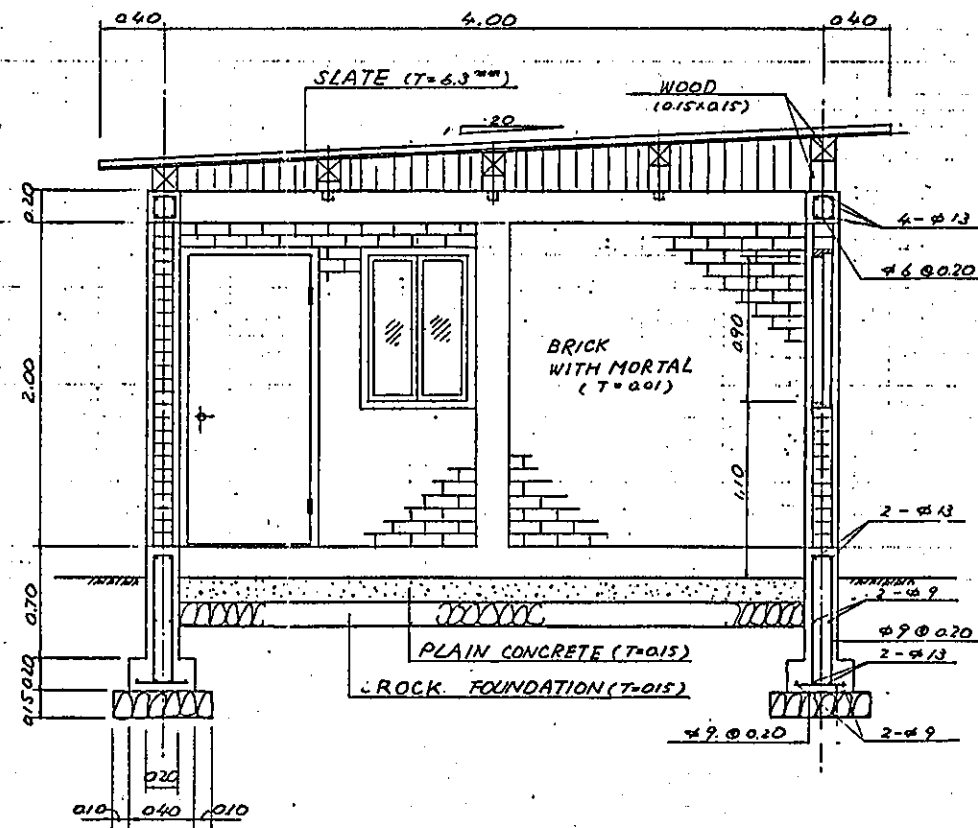 0.40 4.00 0.40
SLATE (T=6.3mm)
WOOD
(0.15×0.15)
1 .20
0.20
4-φ13
φ6 @0.20
2.00
0.90
BRICK
WITH MORTAL
(T=0.01)
1.10
2-φ13
0.70
2-φ9
φ9 @0.20
PLAIN CONCRETE (T=0.15)
2-φ13
0.20
ROCK FOUNDATION (T=0.15)
0.15
φ9 @0.20
2-φ9
0.20
0.10 0.40 0.10